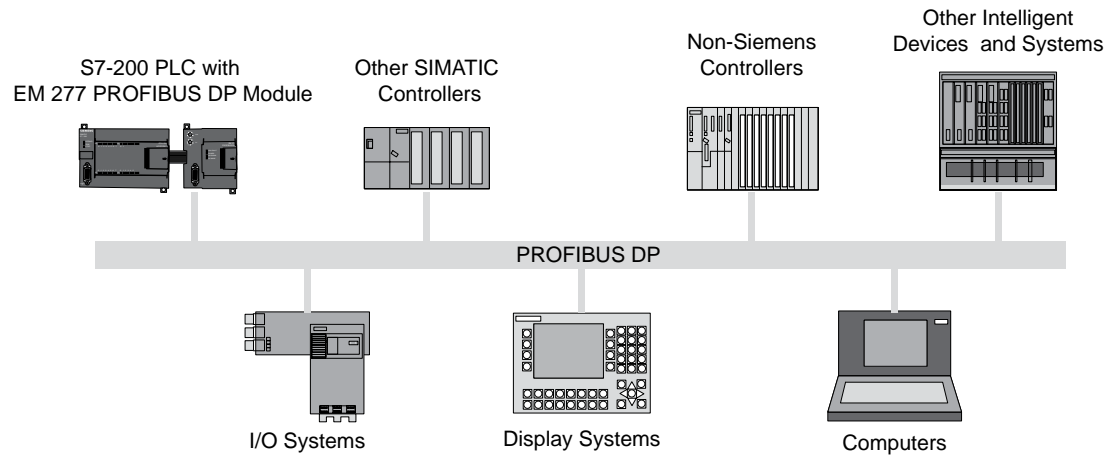 S7-200 PLC with
EM 277 PROFIBUS DP Module
Other SIMATIC
Controllers
Non-Siemens
Controllers
Other Intelligent
Devices and Systems
PROFIBUS DP
I/O Systems
Display Systems
Computers